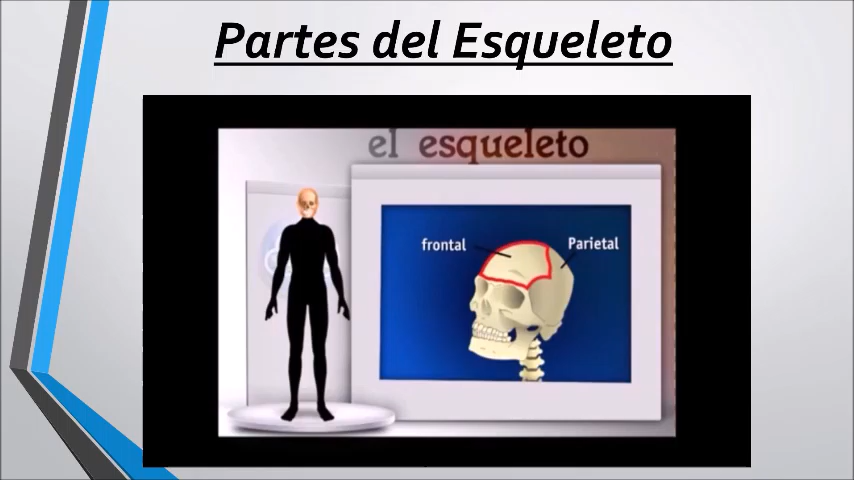 Partes del Esqueleto
el esqueleto
frontal
Parietal